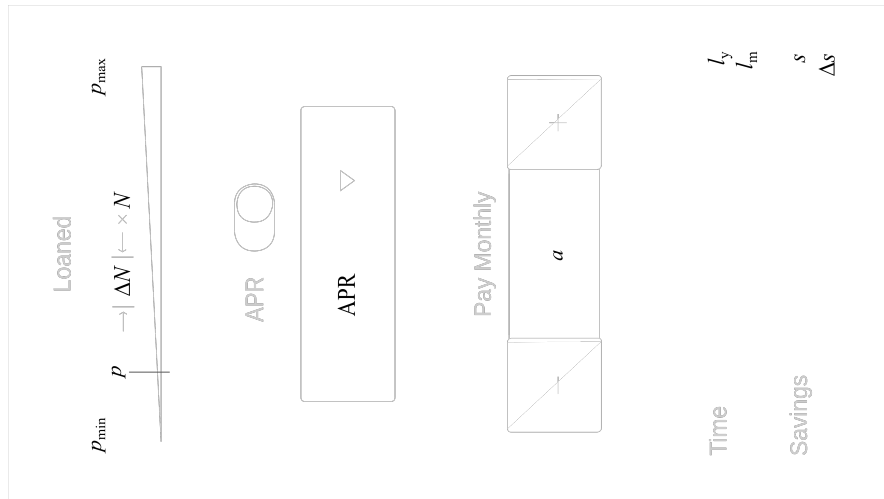 Loaned
p_min p p_max
→| ΔN |← × N
APR
APR
Pay Monthly
− a +
Time l_y
l_m
Savings s
Δs